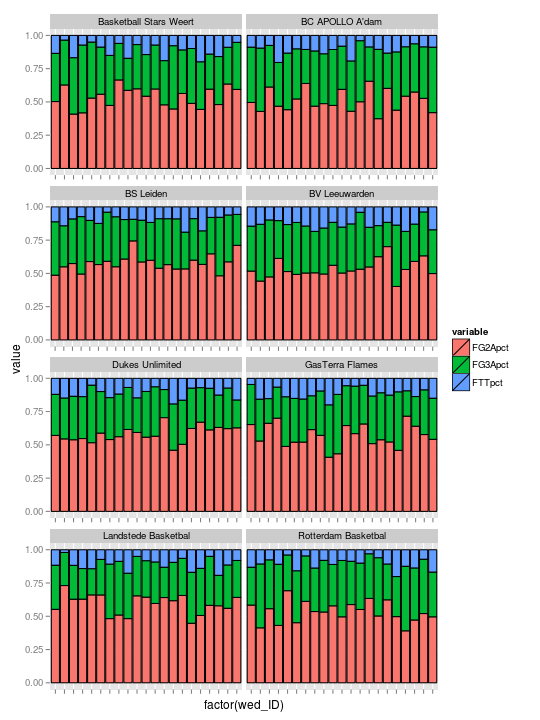 Basketball Stars Weert BC APOLLO A'dam
1.00
0.75
0.50
0.25
0.00
BS Leiden BV Leeuwarden
1.00
0.75
0.50
0.25
0.00
value
variable
FG2Apct
FG3Apct
FTTpct
Dukes Unlimited GasTerra Flames
1.00
0.75
0.50
0.25
0.00
Landstede Basketbal Rotterdam Basketbal
1.00
0.75
0.50
0.25
0.00
factor(wed_ID)